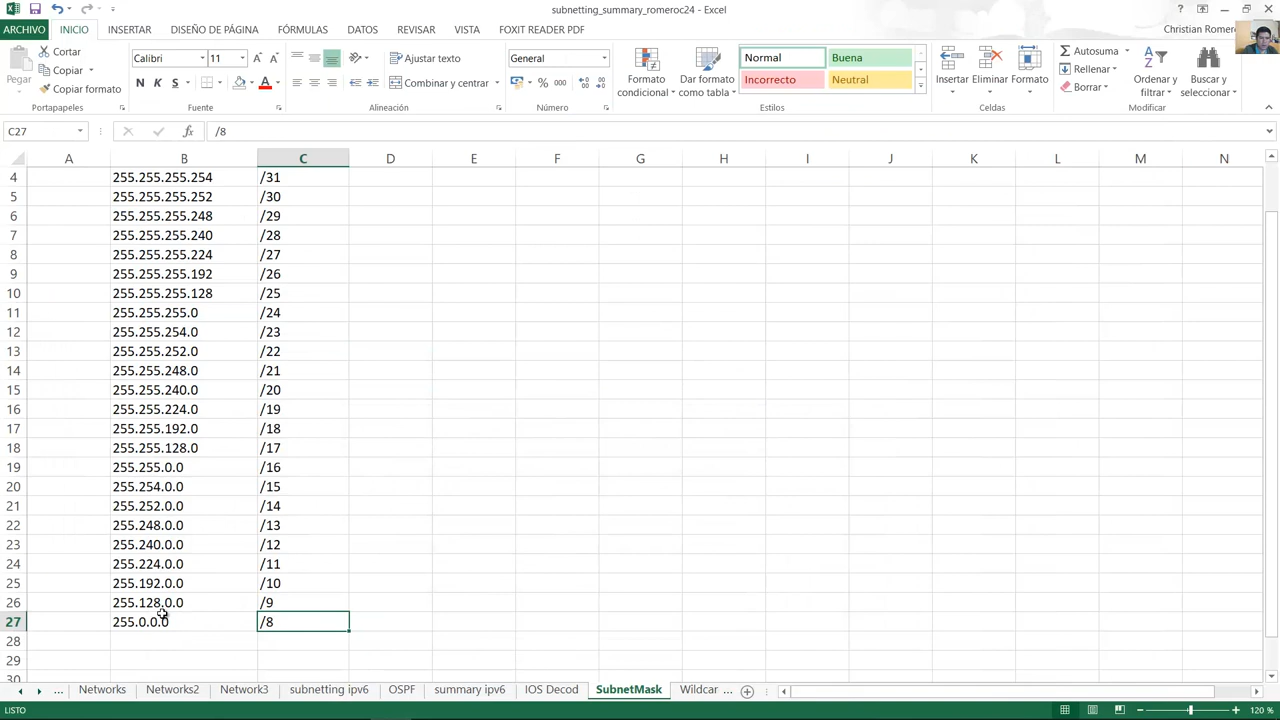 subnetting_summary_romeroc24 - Excel
ARCHIVO INICIO INSERTAR DISEÑO DE PÁGINA FÓRMULAS DATOS REVISAR VISTA FOXIT READER PDF Christian Romer
Pegar
Cortar
Copiar
Copiar formato
Portapapeles
Calibri 11
N K S
Fuente
Ajustar texto
Combinar y centrar
Alineación
General
% 000
Número
Formato condicional
Dar formato como tabla
Normal Buena
Incorrecto Neutral
Estilos
Insertar Eliminar Formato
Celdas
Autosuma
Rellenar
Borrar
Ordenar y filtrar
Buscar y seleccionar
Modificar
C27 fx /8
A B C D E F G H I J K L M N
4 255.255.255.254 /31
5 255.255.255.252 /30
6 255.255.255.248 /29
7 255.255.255.240 /28
8 255.255.255.224 /27
9 255.255.255.192 /26
10 255.255.255.128 /25
11 255.255.255.0 /24
12 255.255.254.0 /23
13 255.255.252.0 /22
14 255.255.248.0 /21
15 255.255.240.0 /20
16 255.255.224.0 /19
17 255.255.192.0 /18
18 255.255.128.0 /17
19 255.255.0.0 /16
20 255.254.0.0 /15
21 255.252.0.0 /14
22 255.248.0.0 /13
23 255.240.0.0 /12
24 255.224.0.0 /11
25 255.192.0.0 /10
26 255.128.0.0 /9
27 255.0.0.0 /8
28
29
30
... Networks Networks2 Network3 subnetting ipv6 OSPF summary ipv6 IOS Decod SubnetMask Wildcar ...
LISTO 120 %